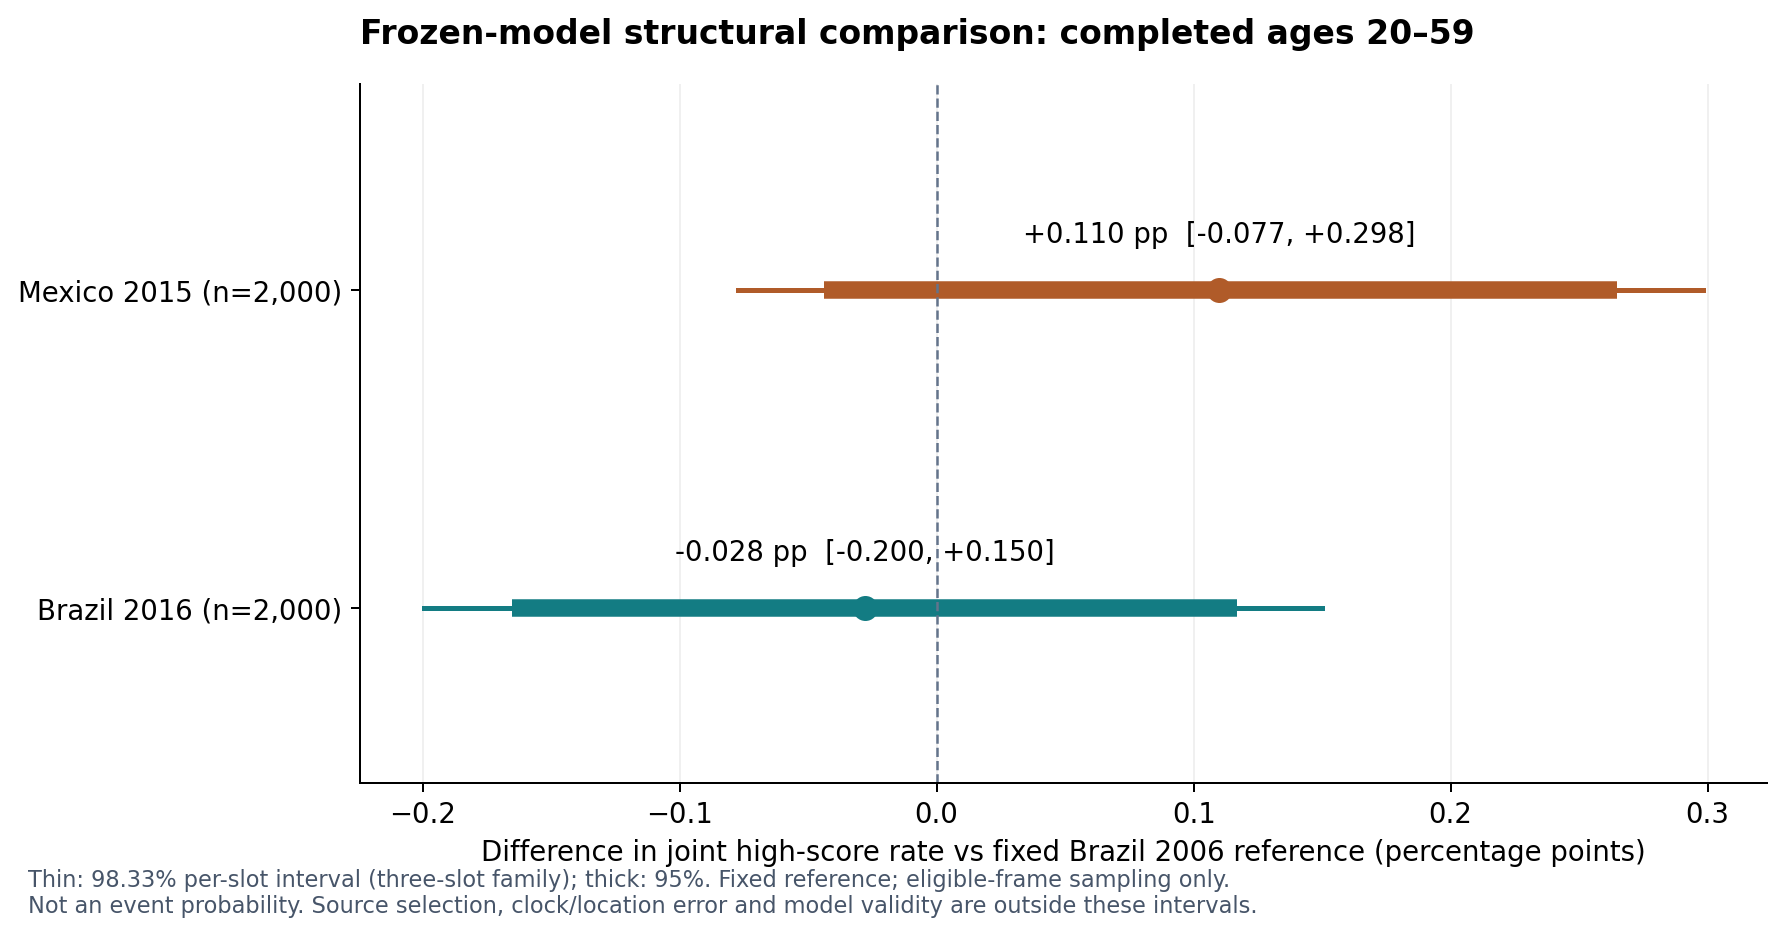 Frozen-model structural comparison: completed ages 20–59
+0.110 pp  [-0.077, +0.298]
Mexico 2015 (n=2,000)
-0.028 pp  [-0.200, +0.150]
Brazil 2016 (n=2,000)
−0.2 −0.1 0.0 0.1 0.2 0.3
Difference in joint high-score rate vs fixed Brazil 2006 reference (percentage points)
Thin: 98.33% per-slot interval (three-slot family); thick: 95%. Fixed reference; eligible-frame sampling only.
Not an event probability. Source selection, clock/location error and model validity are outside these intervals.